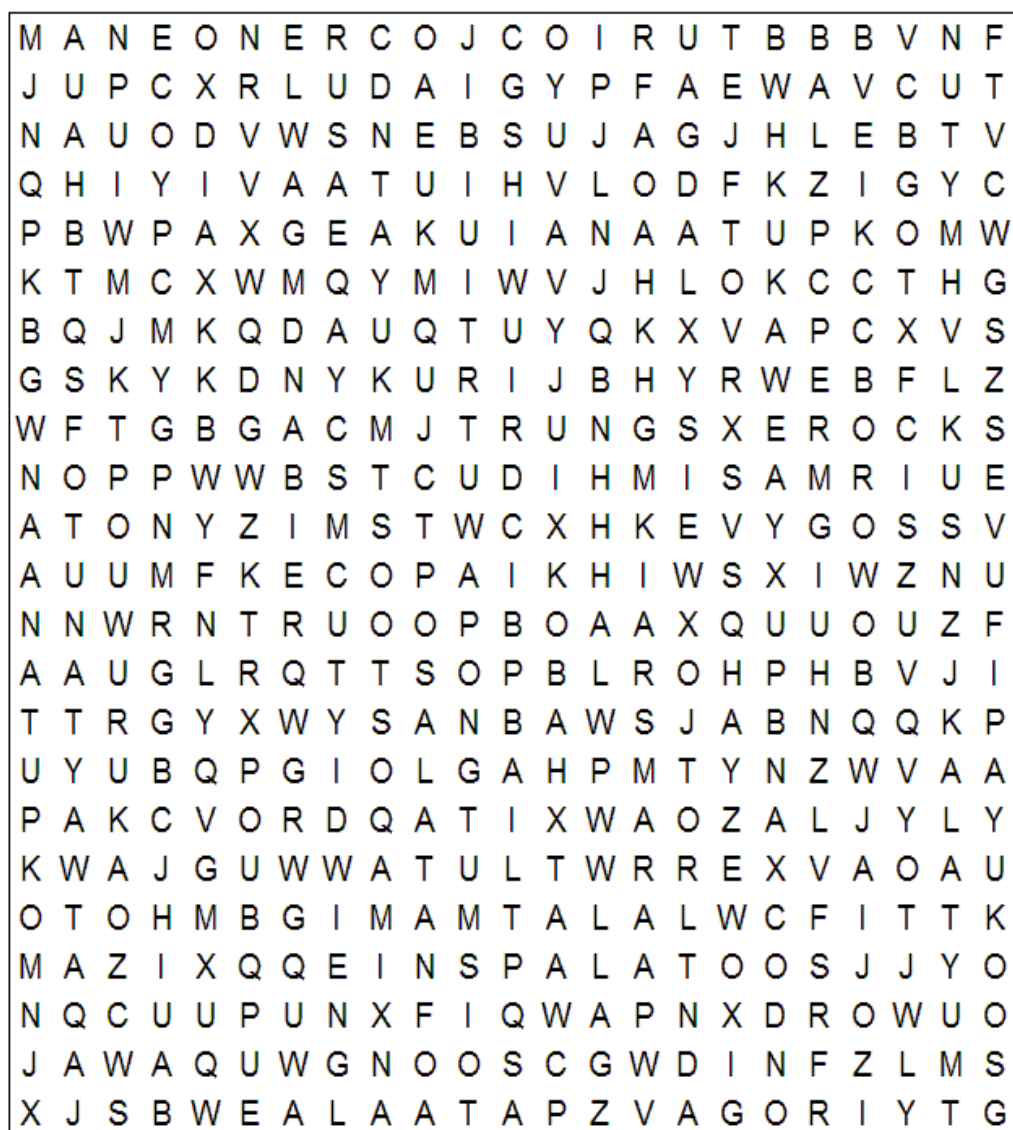 M A N E O N E R C O J C O I R U T B B B V N F
J U P C X R L U D A I G Y P F A E W A V C U T
N A U O D V W S N E B S U J A G J H L E B T V
Q H I Y I V A A T U I H V L O D F K Z I G Y C
P B W P A X G E A K U I A N A A T U P K O M W
K T M C X W M Q Y M I W V J H L O K C C T H G
B Q J M K Q D A U Q T U Y Q K X V A P C X V S
G S K Y K D N Y K U R I J B H Y R W E B F L Z
W F T G B G A C M J T R U N G S X E R O C K S
N O P P W W B S T C U D I H M I S A M R I U E
A T O N Y Z I M S T W C X H K E V Y G O S S V
A U U M F K E C O P A I K H I W S X I W Z N U
N N W R N T R U O O P B O A A X Q U U O U Z F
A A U G L R Q T T S O P B L R O H P H B V J I
T T R G Y X W Y S A N B A W S J A B N Q Q K P
U Y U B Q P G I O L G A H P M T Y N Z W V A A
P A K C V O R D Q A T I X W A O Z A L J Y L Y
K W A J G U W W A T U L T W R R E X V A O A U
O T O H M B G I M A M T A L A L W C F I T T K
M A Z I X Q Q E I N S P A L A T O O S J J Y O
N Q C U U P U N X F I Q W A P N X D R O W U O
J A W A Q U W G N O O S C G W D I N F Z L M S
X J S B W E A L A A T A P Z V A G O R I Y T G